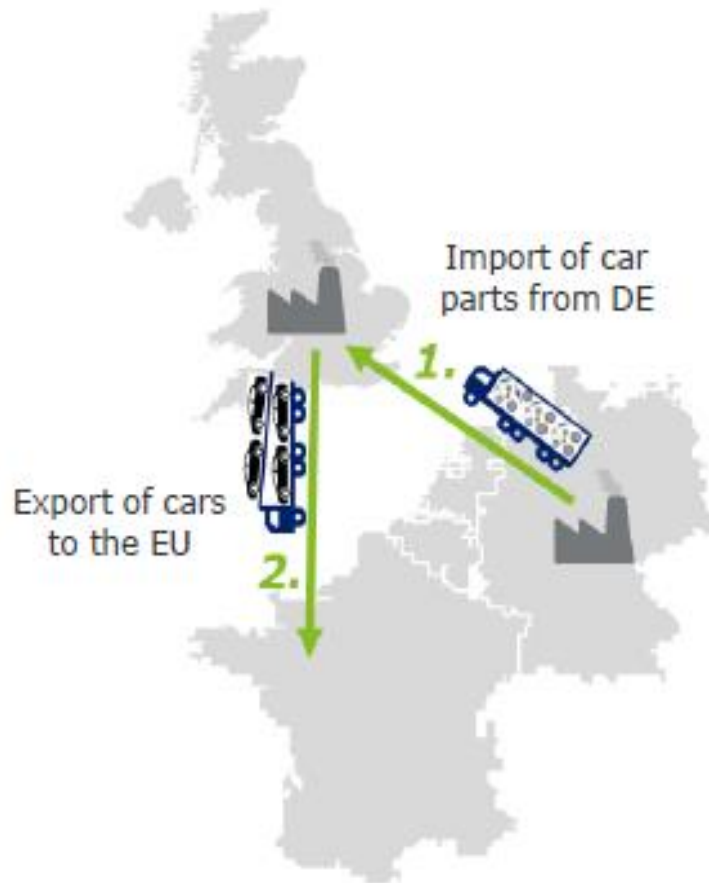 Import of car
parts from DE
1.
Export of cars
to the EU
2.